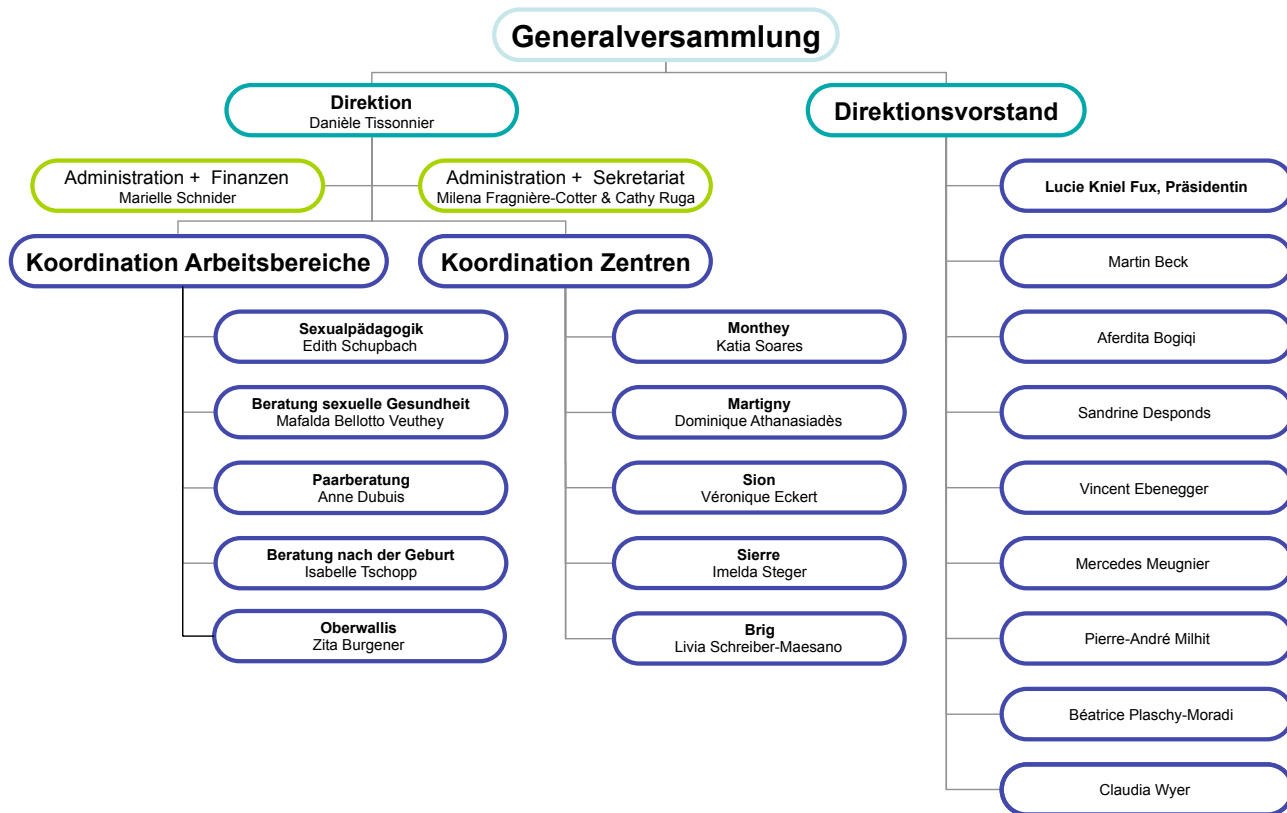 Generalversammlung
Direktion
Danièle Tissonnier
Direktionsvorstand
Administration + Finanzen
Marielle Schnider
Administration + Sekretariat
Milena Fragnière-Cotter & Cathy Ruga
Koordination Arbeitsbereiche
Sexualpädagogik
Edith Schupbach
Beratung sexuelle Gesundheit
Mafalda Bellotto Veuthey
Paarberatung
Anne Dubuis
Beratung nach der Geburt
Isabelle Tschopp
Oberwallis
Zita Burgener
Koordination Zentren
Monthey
Katia Soares
Martigny
Dominique Athanasiadès
Sion
Véronique Eckert
Sierre
Imelda Steger
Brig
Livia Schreiber-Maesano
Lucie Kniel Fux, Präsidentin
Martin Beck
Aferdita Bogiqi
Sandrine Desponds
Vincent Ebenegger
Mercedes Meugnier
Pierre-André Milhit
Béatrice Plaschy-Moradi
Claudia Wyer